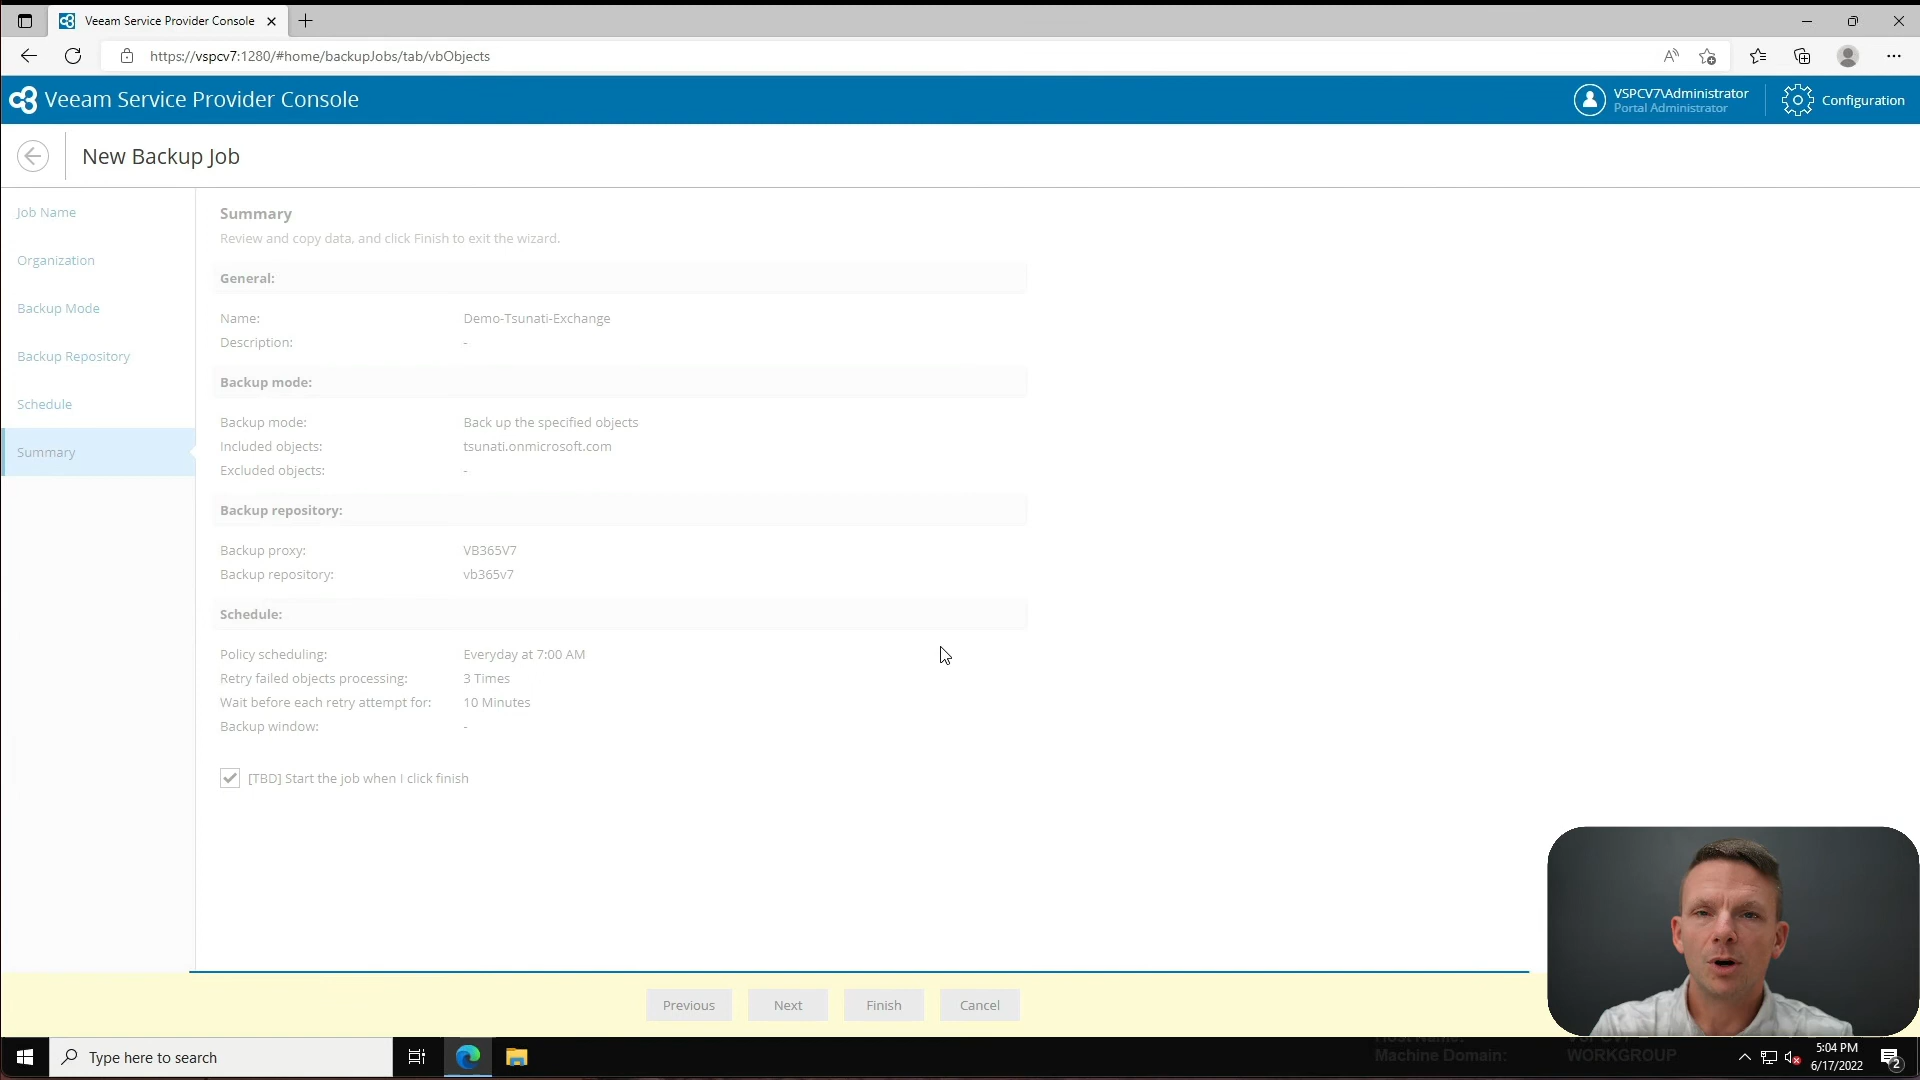 Veeam Service Provider Console
https://vspcv7:1280/#home/backupJobs/tab/vbObjects
Veeam Service Provider Console
VSPCV7\Administrator
Portal Administrator
Configuration
New Backup Job
Job Name
Organization
Backup Mode
Backup Repository
Schedule
Summary
Summary
Review and copy data, and click Finish to exit the wizard.
General:
Name: Demo-Tsunati-Exchange
Description: -
Backup mode:
Backup mode: Back up the specified objects
Included objects: tsunati.onmicrosoft.com
Excluded objects: -
Backup repository:
Backup proxy: VB365V7
Backup repository: vb365v7
Schedule:
Policy scheduling: Everyday at 7:00 AM
Retry failed objects processing: 3 Times
Wait before each retry attempt for: 10 Minutes
Backup window: -
[TBD] Start the job when I click finish
Previous
Next
Finish
Cancel
Type here to search
Machine Domain: WORKGROUP
5:04 PM
6/17/2022
2